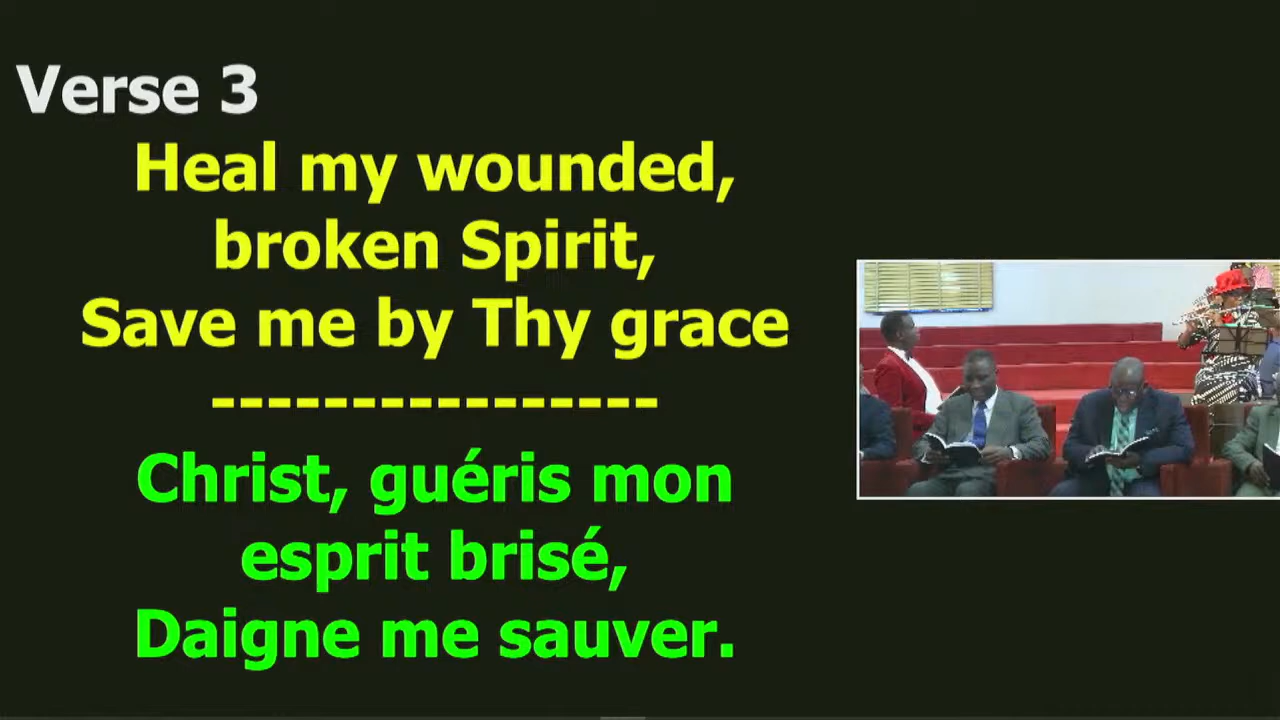 Verse 3
Heal my wounded,
broken Spirit,
Save me by Thy grace
----------------
Christ, guéris mon
esprit brisé,
Daigne me sauver.